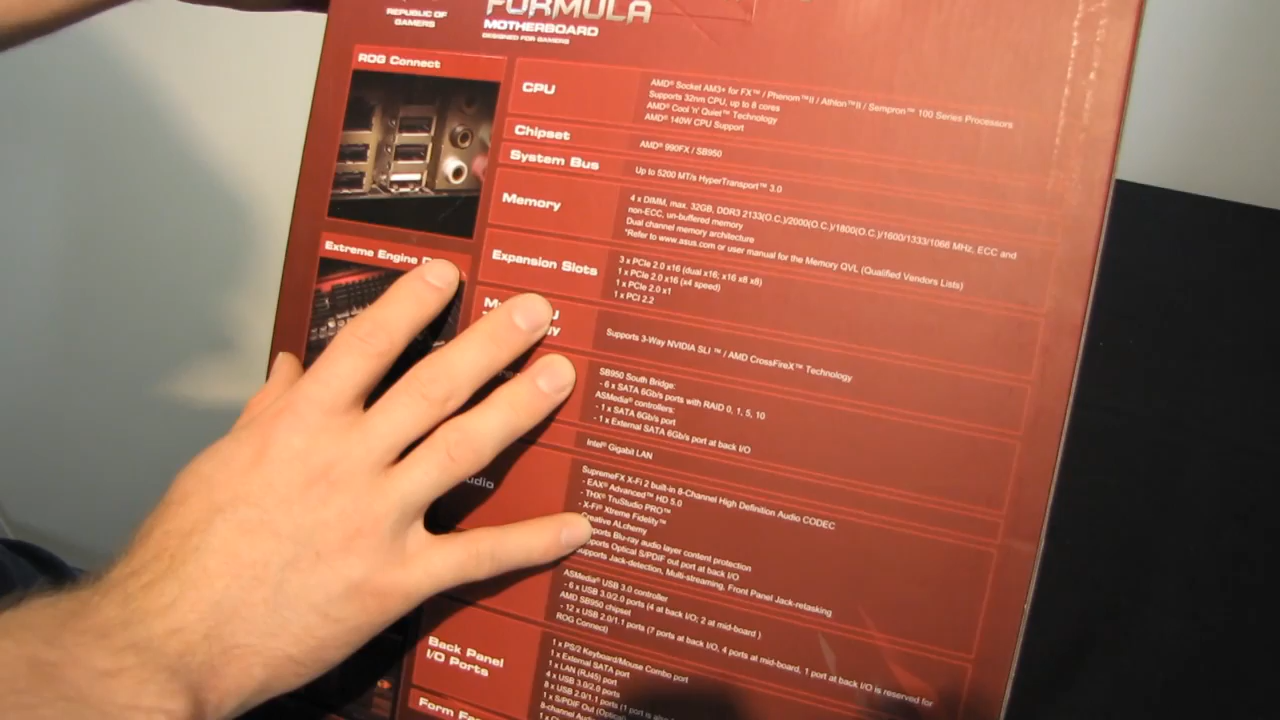 REPUBLIC OF
GAMERS
FORMULA
MOTHERBOARD
DESIGNED FOR GAMERS
ROG Connect
Extreme Engine
CPU
AMD® Socket AM3+ for FX™ / Phenom™II / Athlon™II / Sempron™ 100 Series Processors
Supports 32nm CPU, up to 8 cores
AMD® Cool 'n' Quiet™ Technology
AMD® 140W CPU Support
Chipset
AMD® 990FX / SB950
System Bus
Up to 5200 MT/s HyperTransport™ 3.0
Memory
4 x DIMM, max. 32GB, DDR3 2133(O.C.)/2000(O.C.)/1800(O.C.)/1600/1333/1066 MHz, ECC and
non-ECC, un-buffered memory
Dual channel memory architecture
*Refer to www.asus.com or user manual for the Memory QVL (Qualified Vendors Lists)
Expansion Slots
3 x PCIe 2.0 x16 (dual x16; x16 x8 x8)
1 x PCIe 2.0 x16 (x4 speed)
1 x PCIe 2.0 x1
1 x PCI 2.2
Supports 3-Way NVIDIA SLI™ / AMD CrossFireX™ Technology
SB950 South Bridge:
- 6 x SATA 6Gb/s ports with RAID 0, 1, 5, 10
ASMedia® controllers:
- 1 x SATA 6Gb/s port
- 1 x External SATA 6Gb/s port at back I/O
Intel® Gigabit LAN
SupremeFX X-Fi 2 built-in 8-Channel High Definition Audio CODEC
- EAX® Advanced™ HD 5.0
- THX® TruStudio PRO™
- X-Fi® Xtreme Fidelity™
Creative ALchemy
Blu-ray audio layer content protection
Optical S/PDIF out port at back I/O
Jack-detection, Multi-streaming, Front Panel Jack-retasking
ASMedia® USB 3.0 controller
- 6 x USB 3.0/2.0 ports (4 at back I/O; 2 at mid-board )
AMD SB950 chipset
- 12 x USB 2.0/1.1 ports (7 ports at back I/O, 4 ports at mid-board, 1 port at back I/O is reserved for
ROG Connect)
Back Panel
I/O Ports
1 x PS/2 Keyboard/Mouse Combo port
1 x External SATA port
1 x LAN (RJ45) port
4 x USB 3.0/2.0 ports
8 x USB 2.0/1.1 ports (1 port is
1 x S/PDIF Out (Optical)
8-channel
Form